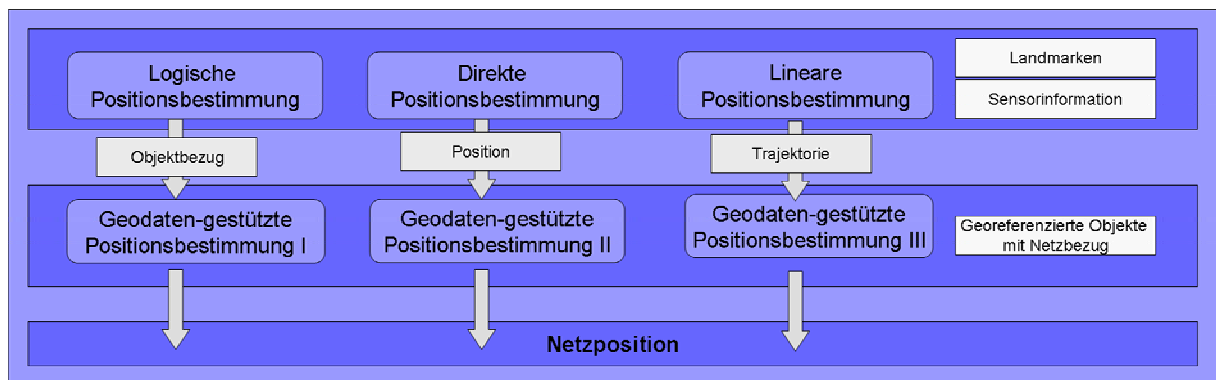 Logische
Positionsbestimmung
Direkte
Positionsbestimmung
Lineare
Positionsbestimmung
Landmarken
Sensorinformation
Objektbezug
Position
Trajektorie
Geodaten-gestützte
Positionsbestimmung I
Geodaten-gestützte
Positionsbestimmung II
Geodaten-gestützte
Positionsbestimmung III
Georeferenzierte Objekte
mit Netzbezug
Netzposition